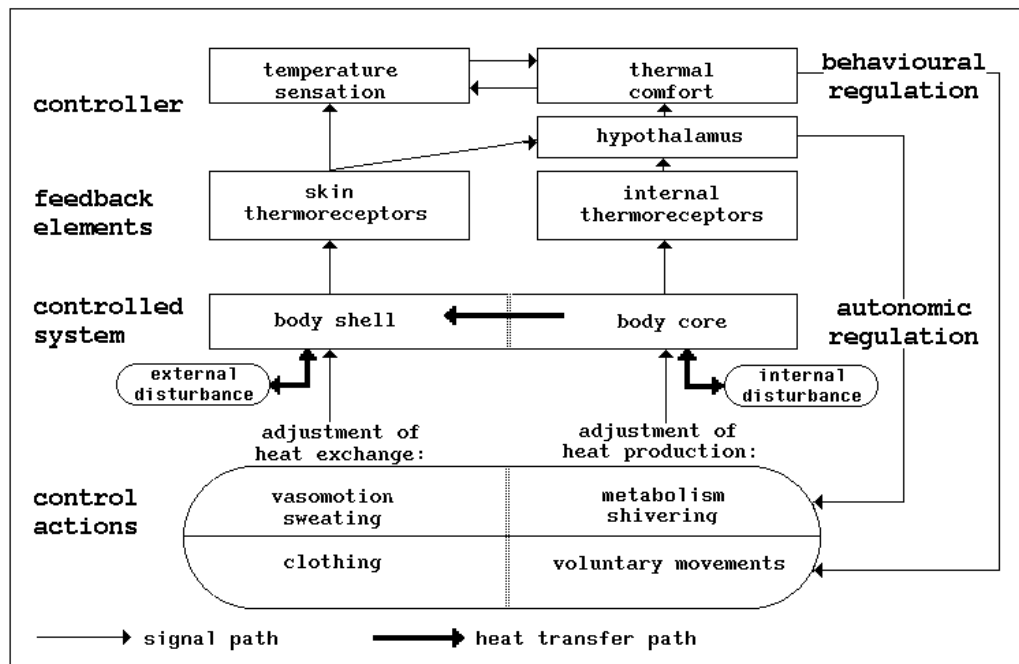 temperature
sensation
thermal
comfort
behavioural
regulation
controller
hypothalamus
feedback
elements
skin
thermoreceptors
internal
thermoreceptors
controlled
system
body shell
body core
autonomic
regulation
external
disturbance
internal
disturbance
adjustment of
heat exchange:
adjustment of
heat production:
control
actions
vasomotion
sweating
metabolism
shivering
clothing
voluntary movements
signal path
heat transfer path